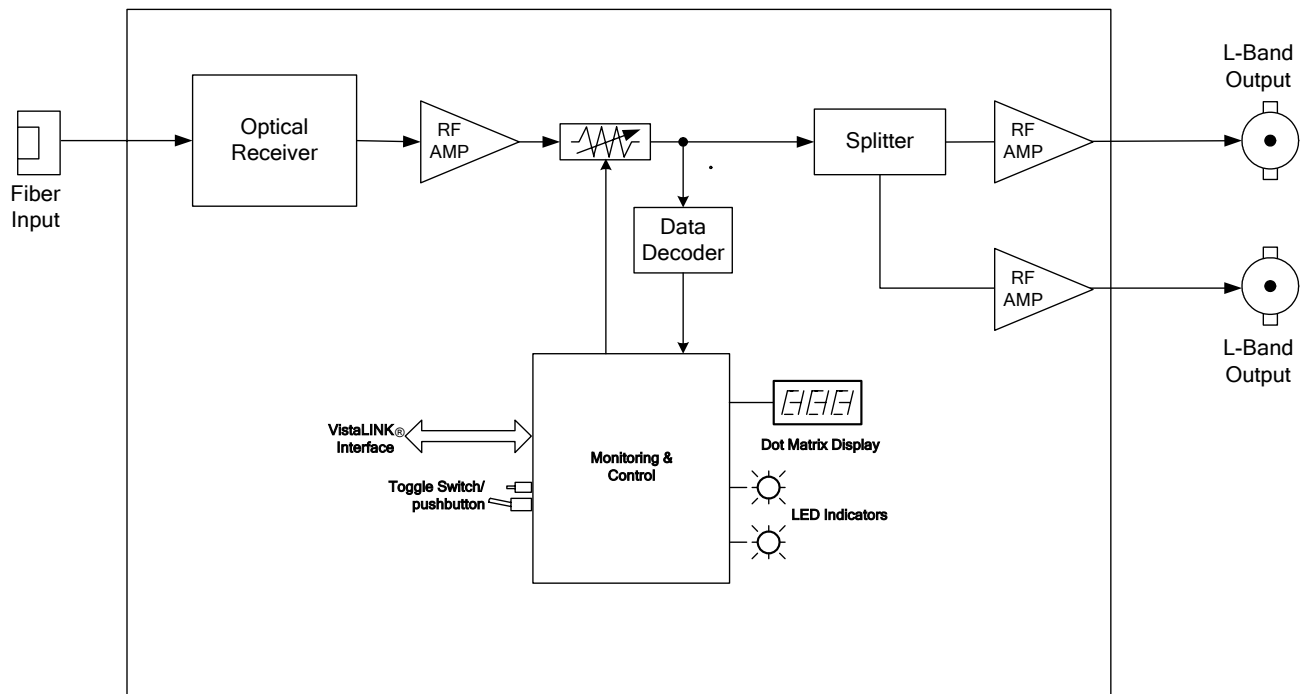 L-Band
Output
Optical
Receiver
RF
AMP
Splitter
RF
AMP
Fiber
Input
Data
Decoder
RF
AMP
L-Band
Output
VistaLINK®
Interface
Monitoring &
Control
Dot Matrix Display
Toggle Switch/
pushbutton
LED Indicators